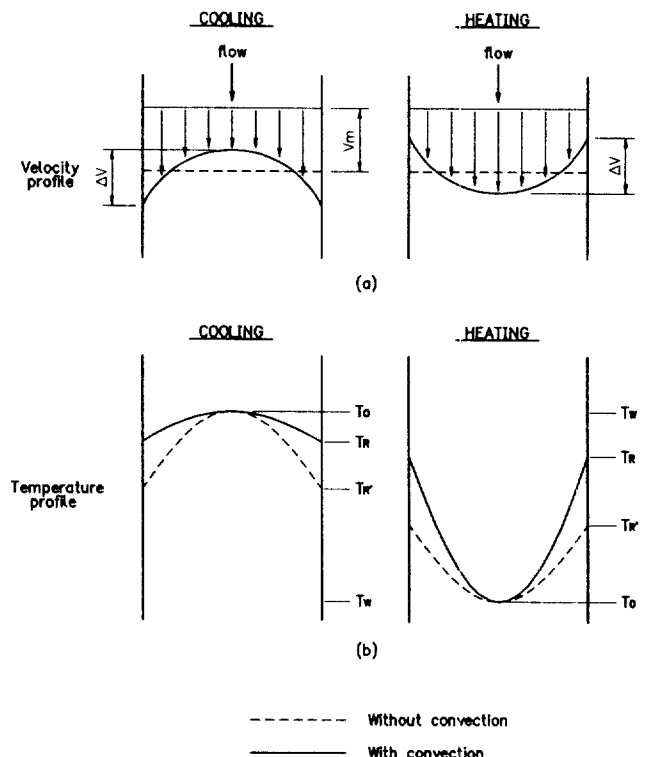 COOLING HEATING
flow flow
Velocity profile
ΔV Vm ΔV
(a)
COOLING HEATING
To Tw
TR TR
Temperature profile
TR' TR'
Tw To
(b)
Without convection
With convection